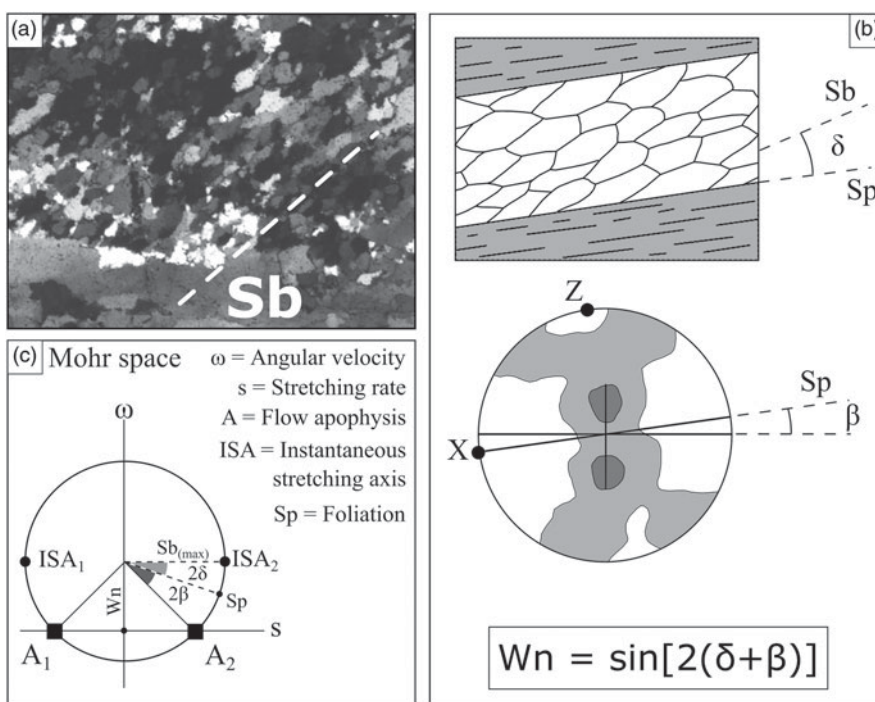 (a)
Sb
(b)
Sb
δ
Sp
Z
X
Sp
β
Wn = sin[2(δ+β)]
(c) Mohr space
ω = Angular velocity
s = Stretching rate
A = Flow apophysis
ISA = Instantaneous
stretching axis
Sp = Foliation
ω
ISA₁
Sb(max)
ISA₂
2δ
2β
Sp
Wn
s
A₁
A₂